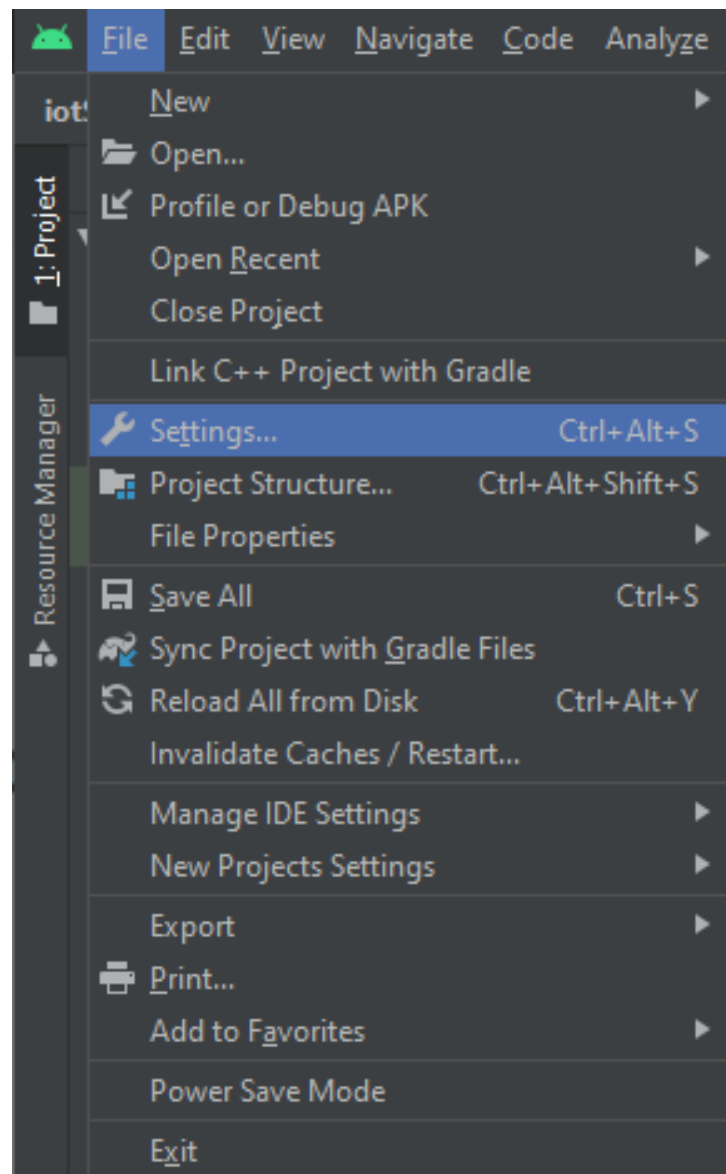 File Edit View Navigate Code Analyze
iot
New
Open...
Profile or Debug APK
Open Recent
Close Project
Link C++ Project with Gradle
Settings... Ctrl+Alt+S
Project Structure... Ctrl+Alt+Shift+S
File Properties
Save All Ctrl+S
Sync Project with Gradle Files
Reload All from Disk Ctrl+Alt+Y
Invalidate Caches / Restart...
Manage IDE Settings
New Projects Settings
Export
Print...
Add to Favorites
Power Save Mode
Exit
1: Project
Resource Manager